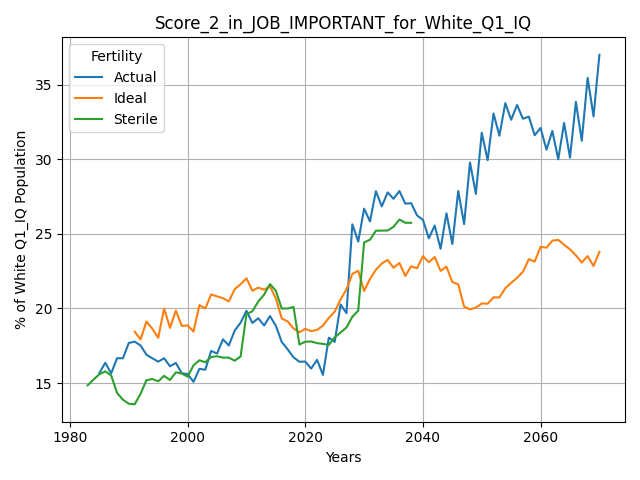 Score_2_in_JOB_IMPORTANT_for_White_Q1_IQ
Fertility
Actual
Ideal
Sterile
% of White Q1_IQ Population
35
30
25
20
15
1980
2000
2020
2040
2060
Years